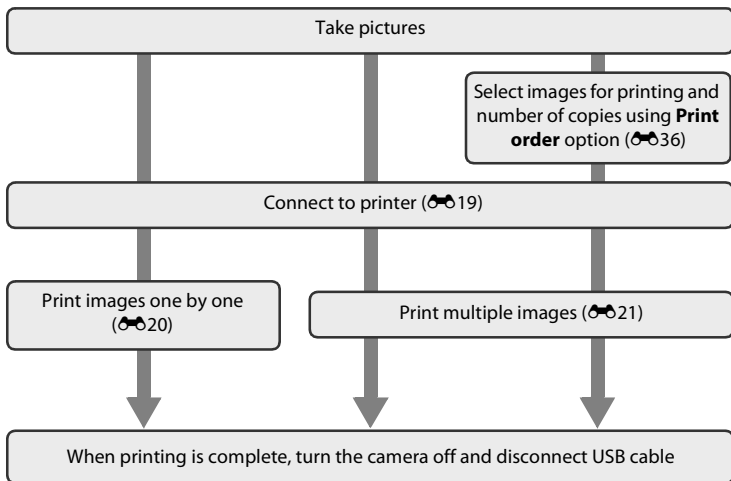 Take pictures
Select images for printing and
number of copies using Print
order option (36)
Connect to printer (19)
Print images one by one
(20)
Print multiple images (21)
When printing is complete, turn the camera off and disconnect USB cable